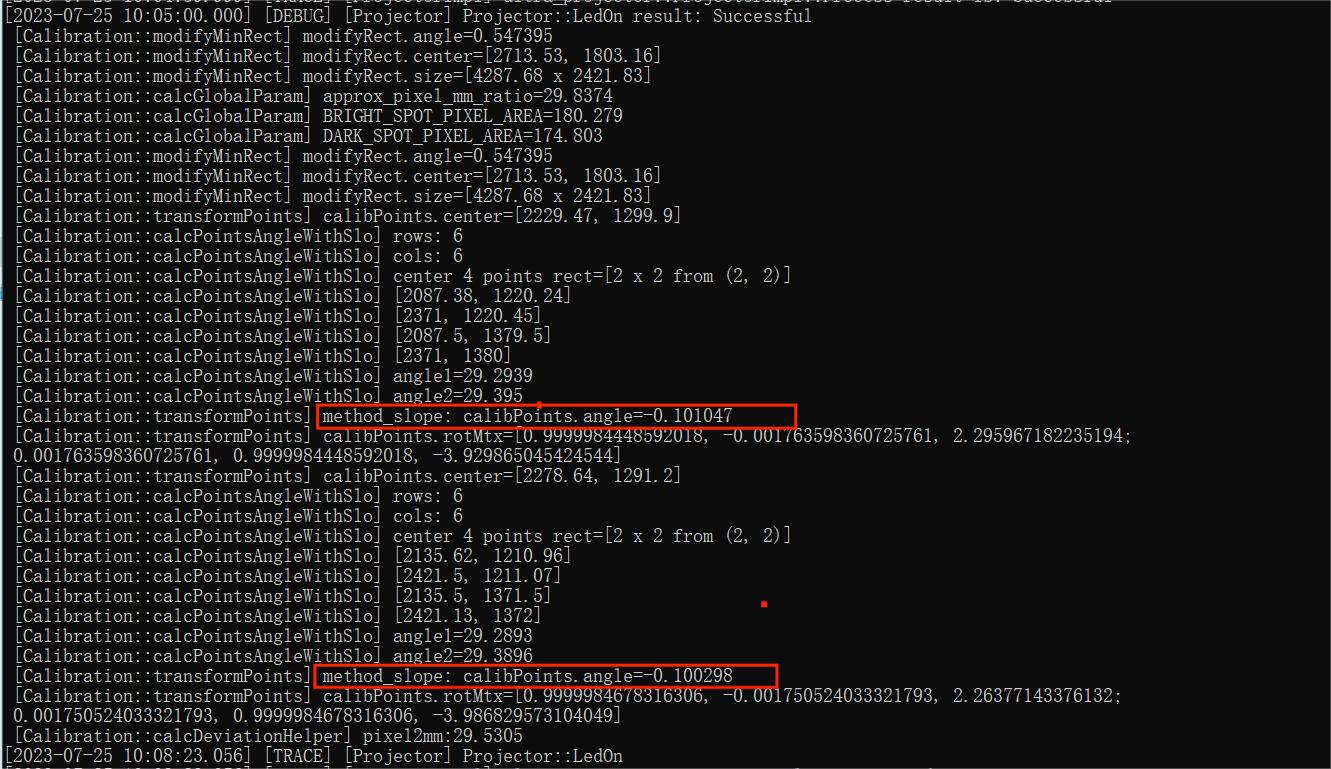 [2023-07-25 10:05:00.000] [DEBUG] [Projector] Projector::LedOn result: Successful
[Calibration::modifyMinRect] modifyRect.angle=0.547395
[Calibration::modifyMinRect] modifyRect.center=[2713.53, 1803.16]
[Calibration::modifyMinRect] modifyRect.size=[4287.68 x 2421.83]
[Calibration::calcGlobalParam] approx_pixel_mm_ratio=29.8374
[Calibration::calcGlobalParam] BRIGHT_SPOT_PIXEL_AREA=180.279
[Calibration::calcGlobalParam] DARK_SPOT_PIXEL_AREA=174.803
[Calibration::modifyMinRect] modifyRect.angle=0.547395
[Calibration::modifyMinRect] modifyRect.center=[2713.53, 1803.16]
[Calibration::modifyMinRect] modifyRect.size=[4287.68 x 2421.83]
[Calibration::transformPoints] calibPoints.center=[2229.47, 1299.9]
[Calibration::calcPointsAngleWithSlo] rows: 6
[Calibration::calcPointsAngleWithSlo] cols: 6
[Calibration::calcPointsAngleWithSlo] center 4 points rect=[2 x 2 from (2, 2)]
[Calibration::calcPointsAngleWithSlo] [2087.38, 1220.24]
[Calibration::calcPointsAngleWithSlo] [2371, 1220.45]
[Calibration::calcPointsAngleWithSlo] [2087.5, 1379.5]
[Calibration::calcPointsAngleWithSlo] [2371, 1380]
[Calibration::calcPointsAngleWithSlo] angle1=29.2939
[Calibration::calcPointsAngleWithSlo] angle2=29.395
[Calibration::transformPoints] method_slope: calibPoints.angle=-0.101047
[Calibration::transformPoints] calibPoints.rotMtx=[0.9999984448592018, -0.001763598360725761, 2.295967182235194;
0.001763598360725761, 0.9999984448592018, -3.929865045424544]
[Calibration::transformPoints] calibPoints.center=[2278.64, 1291.2]
[Calibration::calcPointsAngleWithSlo] rows: 6
[Calibration::calcPointsAngleWithSlo] cols: 6
[Calibration::calcPointsAngleWithSlo] center 4 points rect=[2 x 2 from (2, 2)]
[Calibration::calcPointsAngleWithSlo] [2135.62, 1210.96]
[Calibration::calcPointsAngleWithSlo] [2421.5, 1211.07]
[Calibration::calcPointsAngleWithSlo] [2135.5, 1371.5]
[Calibration::calcPointsAngleWithSlo] [2421.13, 1372]
[Calibration::calcPointsAngleWithSlo] angle1=29.2893
[Calibration::calcPointsAngleWithSlo] angle2=29.3896
[Calibration::transformPoints] method_slope: calibPoints.angle=-0.100298
[Calibration::transformPoints] calibPoints.rotMtx=[0.9999984678316306, -0.001750524033321793, 2.26377143376132;
0.001750524033321793, 0.9999984678316306, -3.986829573104049]
[Calibration::calcDeviationHelper] pixel2mm:29.5305
[2023-07-25 10:08:23.056] [TRACE] [Projector] Projector::LedOn